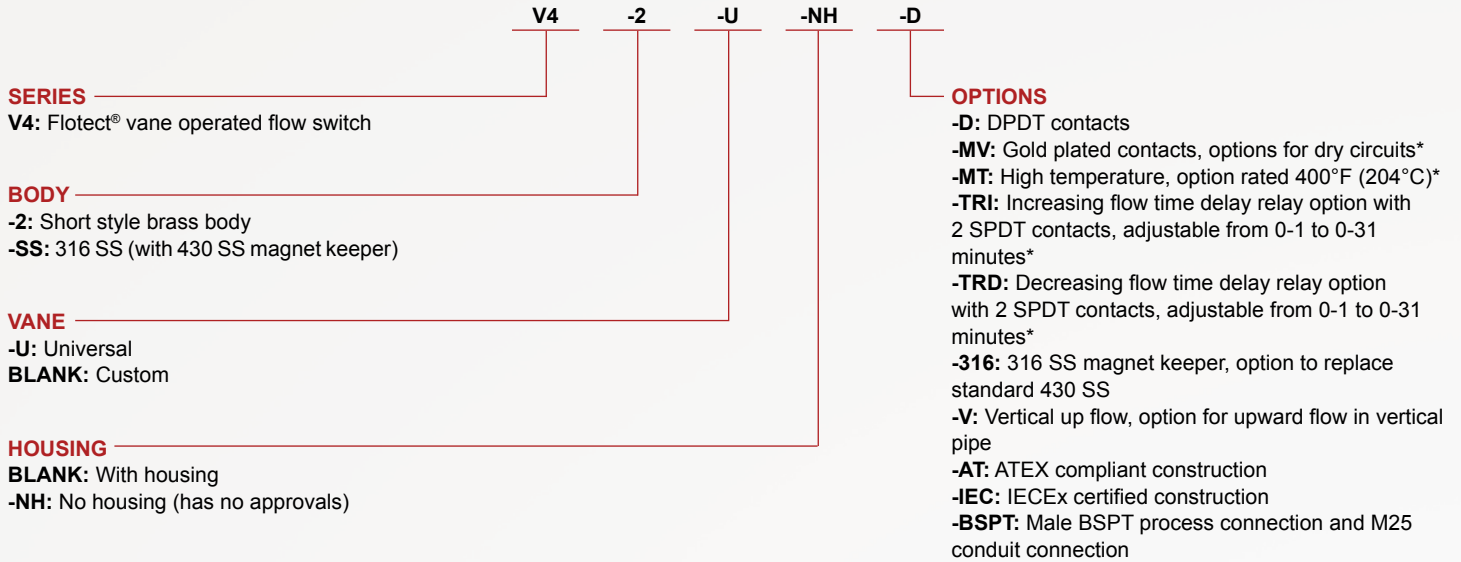 V4 -2 -U -NH -D
SERIES
V4: Flotect® vane operated flow switch
BODY
-2: Short style brass body
-SS: 316 SS (with 430 SS magnet keeper)
VANE
-U: Universal
BLANK: Custom
HOUSING
BLANK: With housing
-NH: No housing (has no approvals)
OPTIONS
-D: DPDT contacts
-MV: Gold plated contacts, options for dry circuits*
-MT: High temperature, option rated 400°F (204°C)*
-TRI: Increasing flow time delay relay option with
2 SPDT contacts, adjustable from 0-1 to 0-31
minutes*
-TRD: Decreasing flow time delay relay option
with 2 SPDT contacts, adjustable from 0-1 to 0-31
minutes*
-316: 316 SS magnet keeper, option to replace
standard 430 SS
-V: Vertical up flow, option for upward flow in vertical
pipe
-AT: ATEX compliant construction
-IEC: IECEx certified construction
-BSPT: Male BSPT process connection and M25
conduit connection